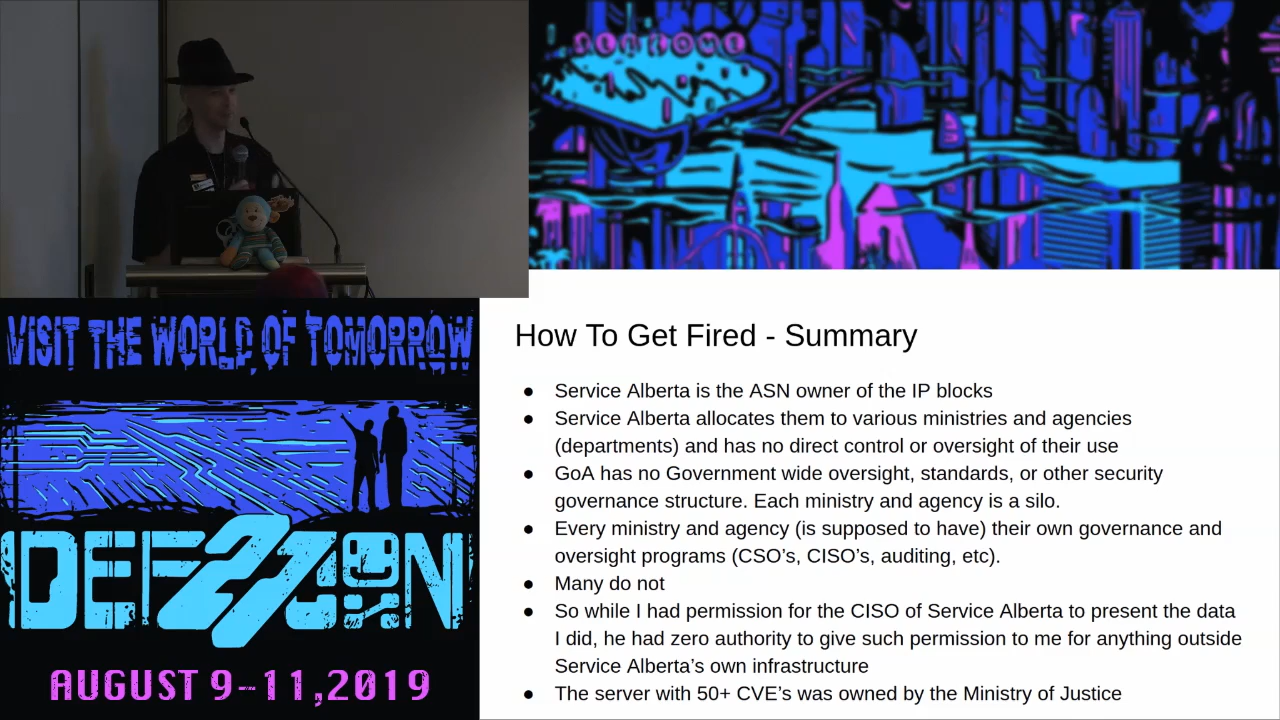 WELCOME
How To Get Fired - Summary
● Service Alberta is the ASN owner of the IP blocks
● Service Alberta allocates them to various ministries and agencies
(departments) and has no direct control or oversight of their use
● GoA has no Government wide oversight, standards, or other security
governance structure. Each ministry and agency is a silo.
● Every ministry and agency (is supposed to have) their own governance and
oversight programs (CSO’s, CISO’s, auditing, etc).
● Many do not
● So while I had permission for the CISO of Service Alberta to present the data
I did, he had zero authority to give such permission to me for anything outside
Service Alberta’s own infrastructure
● The server with 50+ CVE’s was owned by the Ministry of Justice
VISIT THE WORLD OF TOMORROW
DEF27CON
AUGUST 9-11,2019